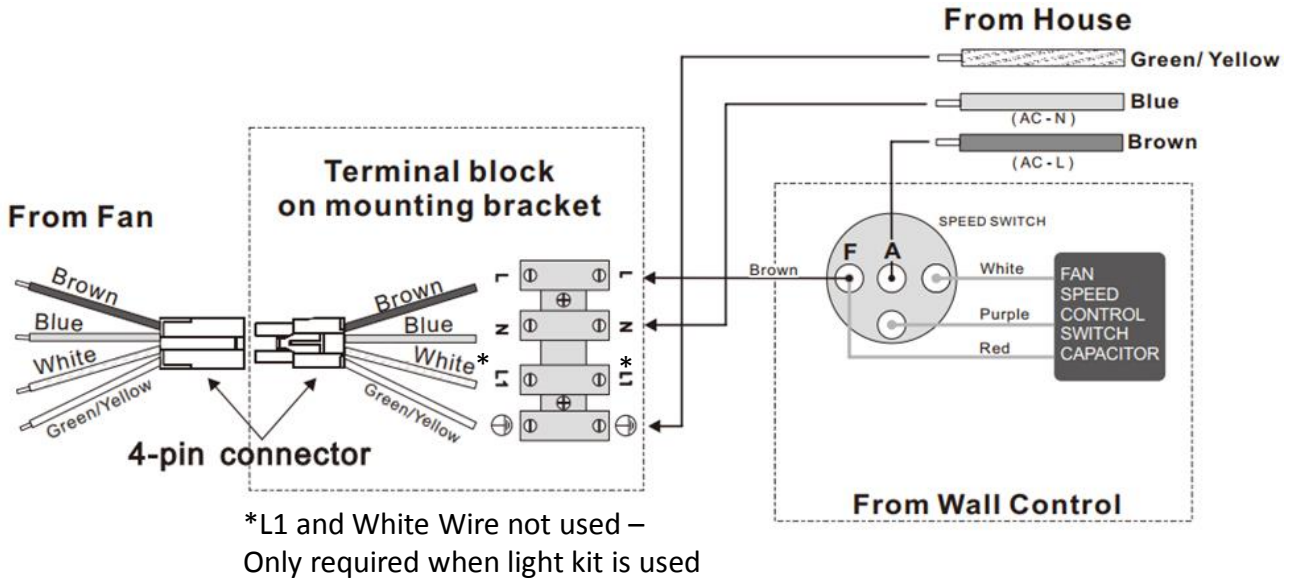 From House
Green/ Yellow
Blue
(AC-N)
Brown
(AC-L)
Terminal block
on mounting bracket
From Fan
Brown
Blue
White
Green/Yellow
4-pin connector
Brown
Blue
White*
Green/Yellow
L
N
L1
L
N
*
L1
Brown
SPEED SWITCH
F A
White
Purple
Red
FAN
SPEED
CONTROL
SWITCH
CAPACITOR
From Wall Control
*L1 and White Wire not used –
Only required when light kit is used